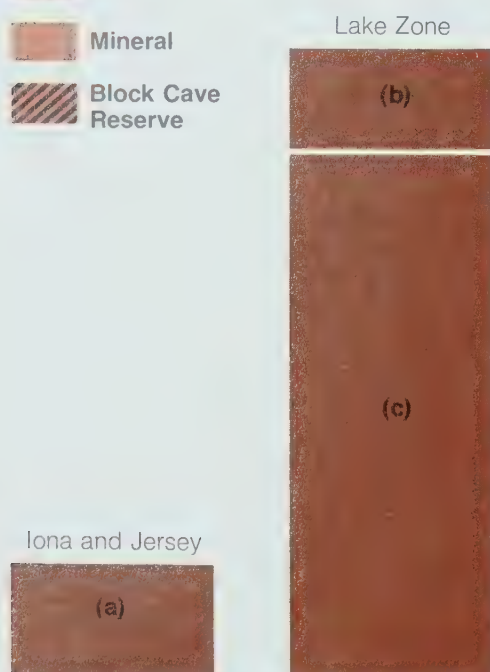 Mineral
Block Cave
Reserve
Lake Zone
(b)
(c)
Iona and Jersey
(a)